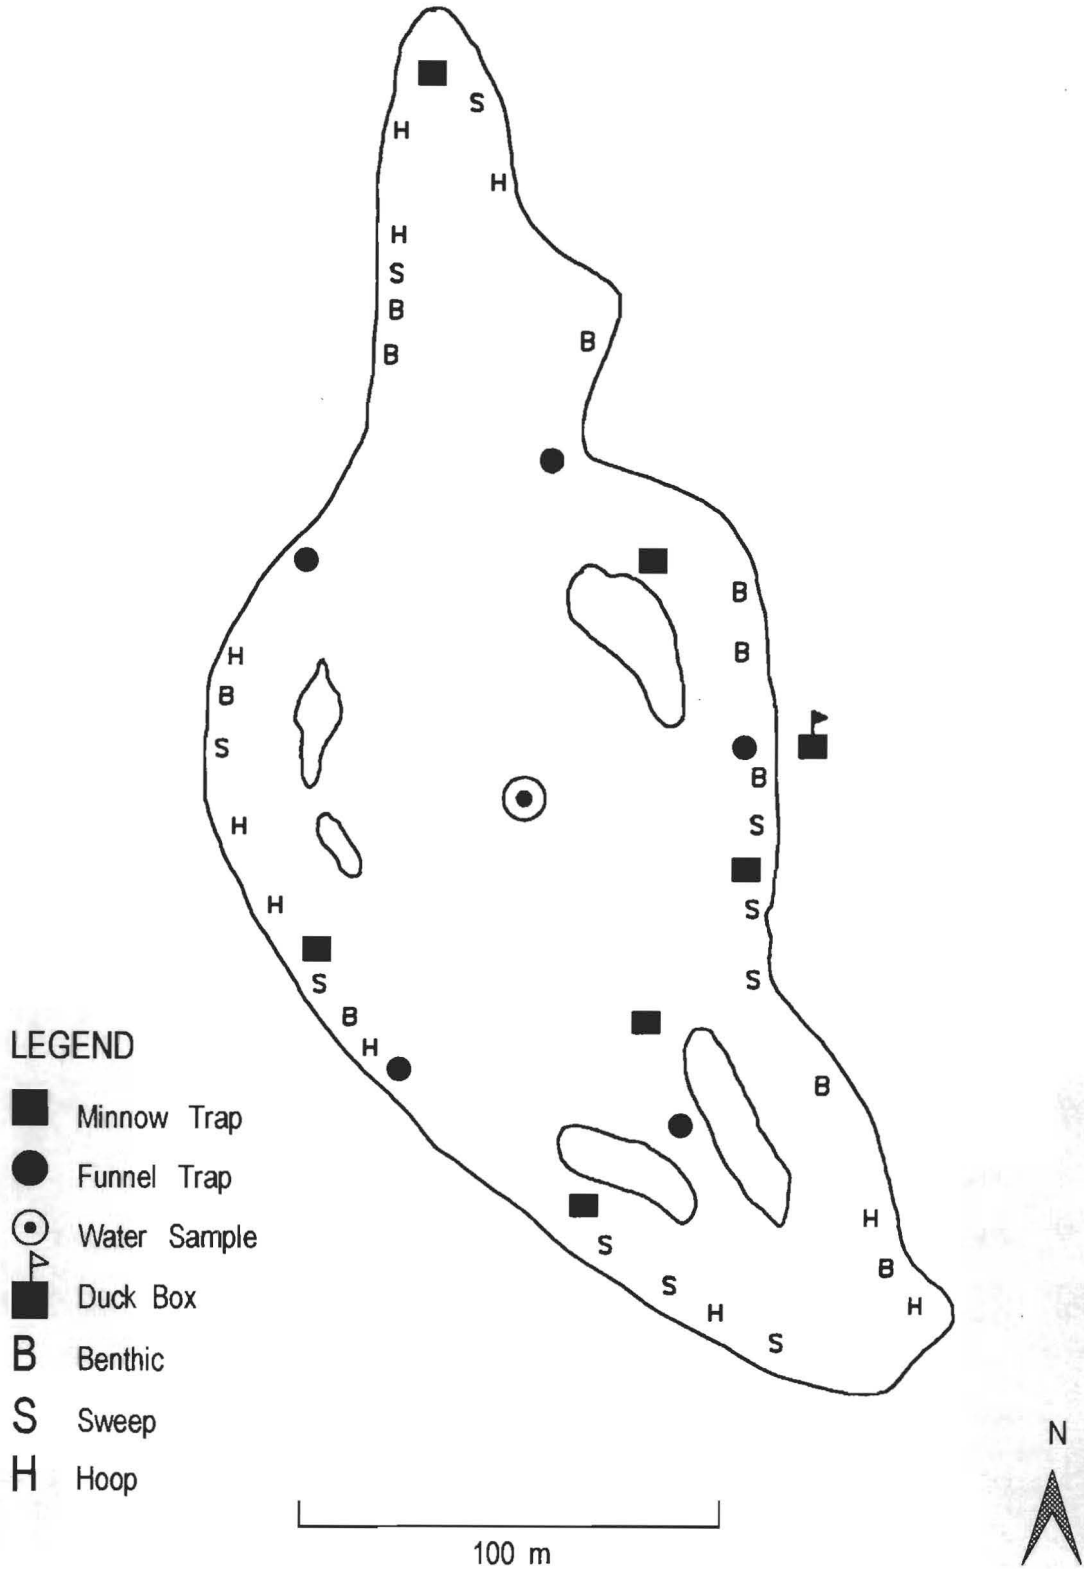 S
H
H
H
S
B
B
B
B
B
H
B
S
B
S
H
S
H
S
S
B
H
B
H
S
B
H
S
H
S
LEGEND
Minnow Trap
Funnel Trap
Water Sample
Duck Box
B Benthic
S Sweep
H Hoop
N
100 m